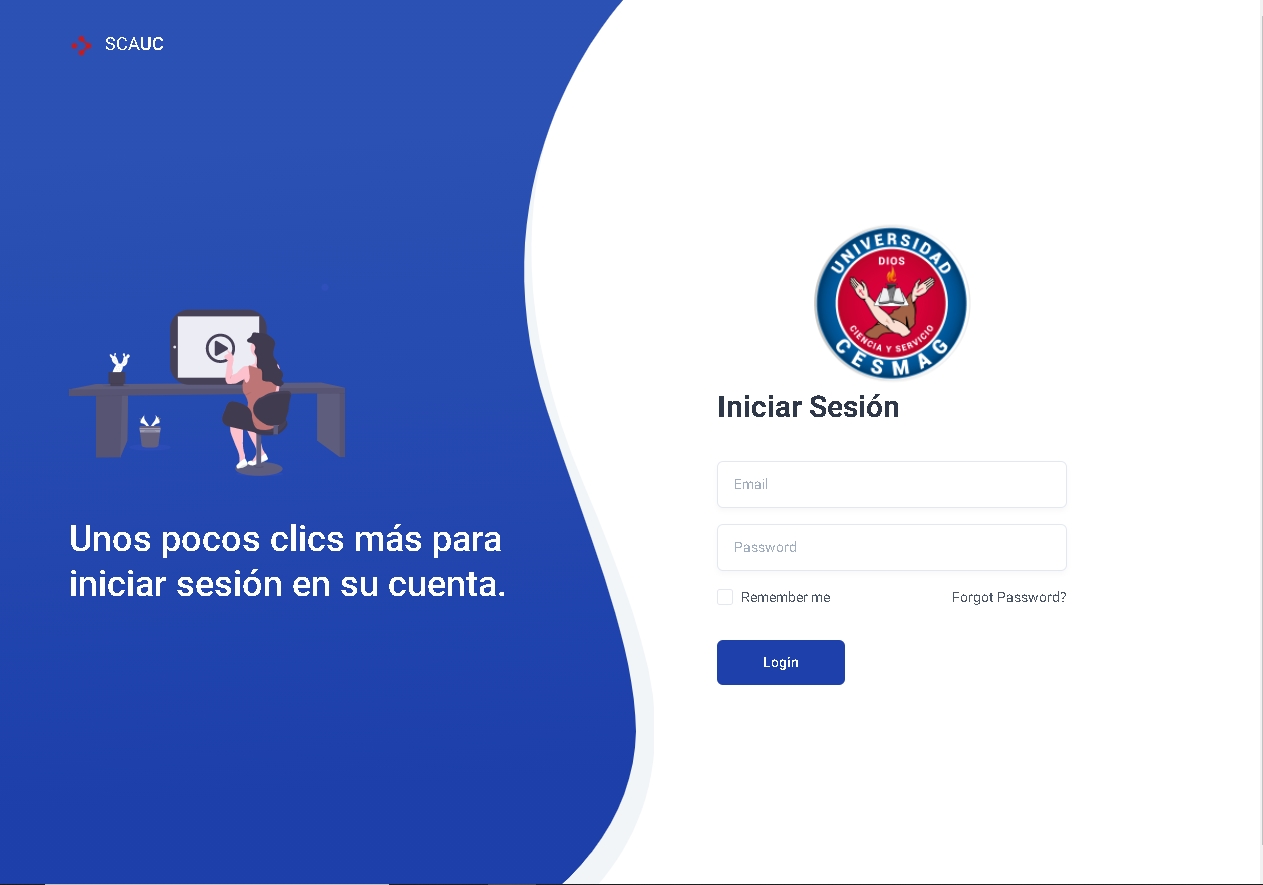 SCAUC
UNIVERSIDAD
DIOS
CIENCIA Y SERVICIO
CESMAG
Iniciar Sesión
Email
Password
Remember me
Forgot Password?
Login
Unos pocos clics más para
iniciar sesión en su cuenta.